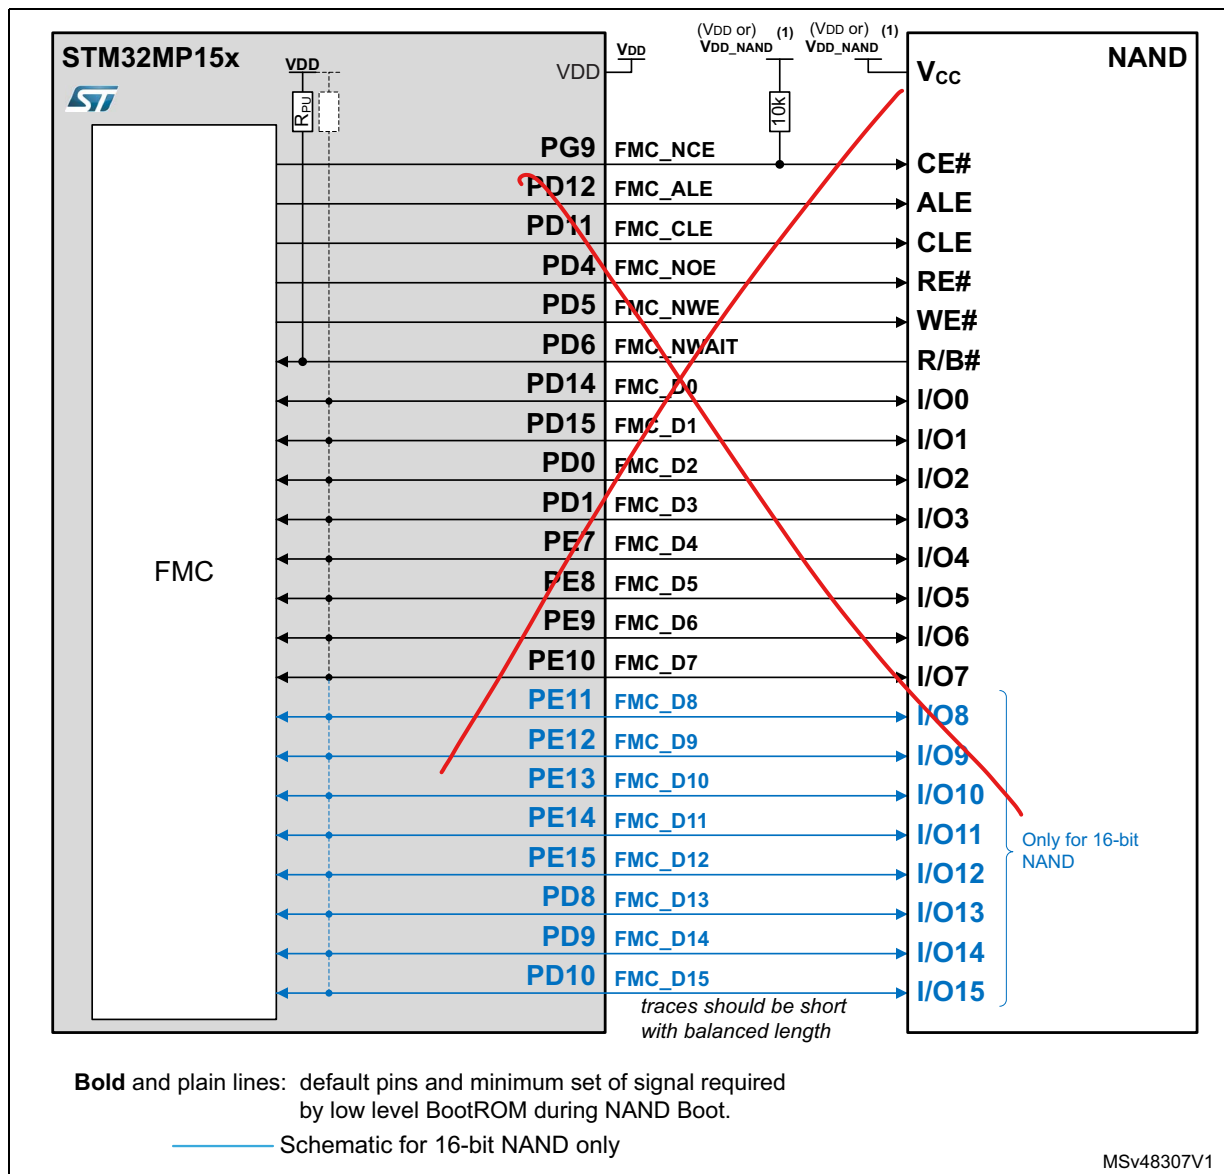 (VDD or) (1) (VDD or) (1)
VDD VDD_NAND VDD_NAND
STM32MP15x NAND
VDD VDD VCC
ST
RPU 10k
PG9 FMC_NCE CE#
PD12 FMC_ALE ALE
PD11 FMC_CLE CLE
PD4 FMC_NOE RE#
PD5 FMC_NWE WE#
PD6 FMC_NWAIT R/B#
PD14 FMC_D0 I/O0
PD15 FMC_D1 I/O1
PD0 FMC_D2 I/O2
PD1 FMC_D3 I/O3
PE7 FMC_D4 I/O4
FMC
PE8 FMC_D5 I/O5
PE9 FMC_D6 I/O6
PE10 FMC_D7 I/O7
PE11 FMC_D8 I/O8
PE12 FMC_D9 I/O9
PE13 FMC_D10 I/O10
PE14 FMC_D11 I/O11
Only for 16-bit
NAND
PE15 FMC_D12 I/O12
PD8 FMC_D13 I/O13
PD9 FMC_D14 I/O14
PD10 FMC_D15 I/O15
traces should be short
with balanced length
Bold and plain lines: default pins and minimum set of signal required
by low level BootROM during NAND Boot.
Schematic for 16-bit NAND only
MSv48307V1